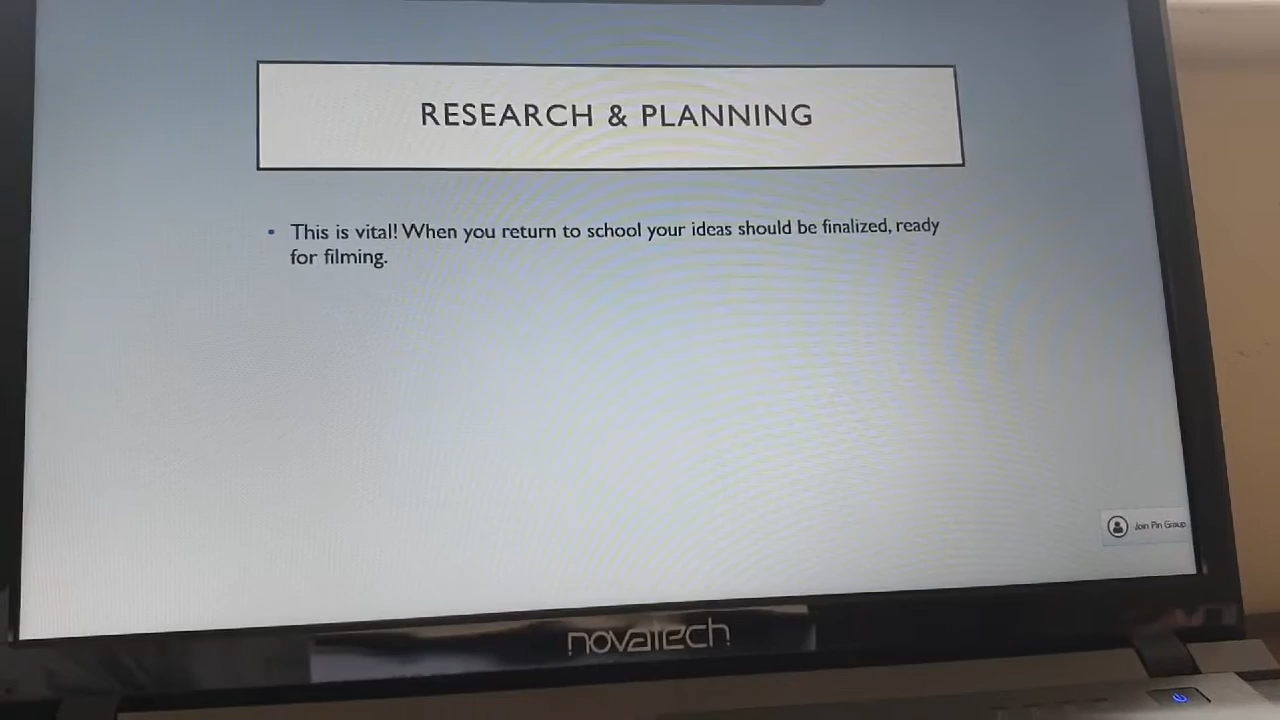 RESEARCH & PLANNING
• This is vital! When you return to school your ideas should be finalized, ready
for filming.
Join Pin Group
novatech